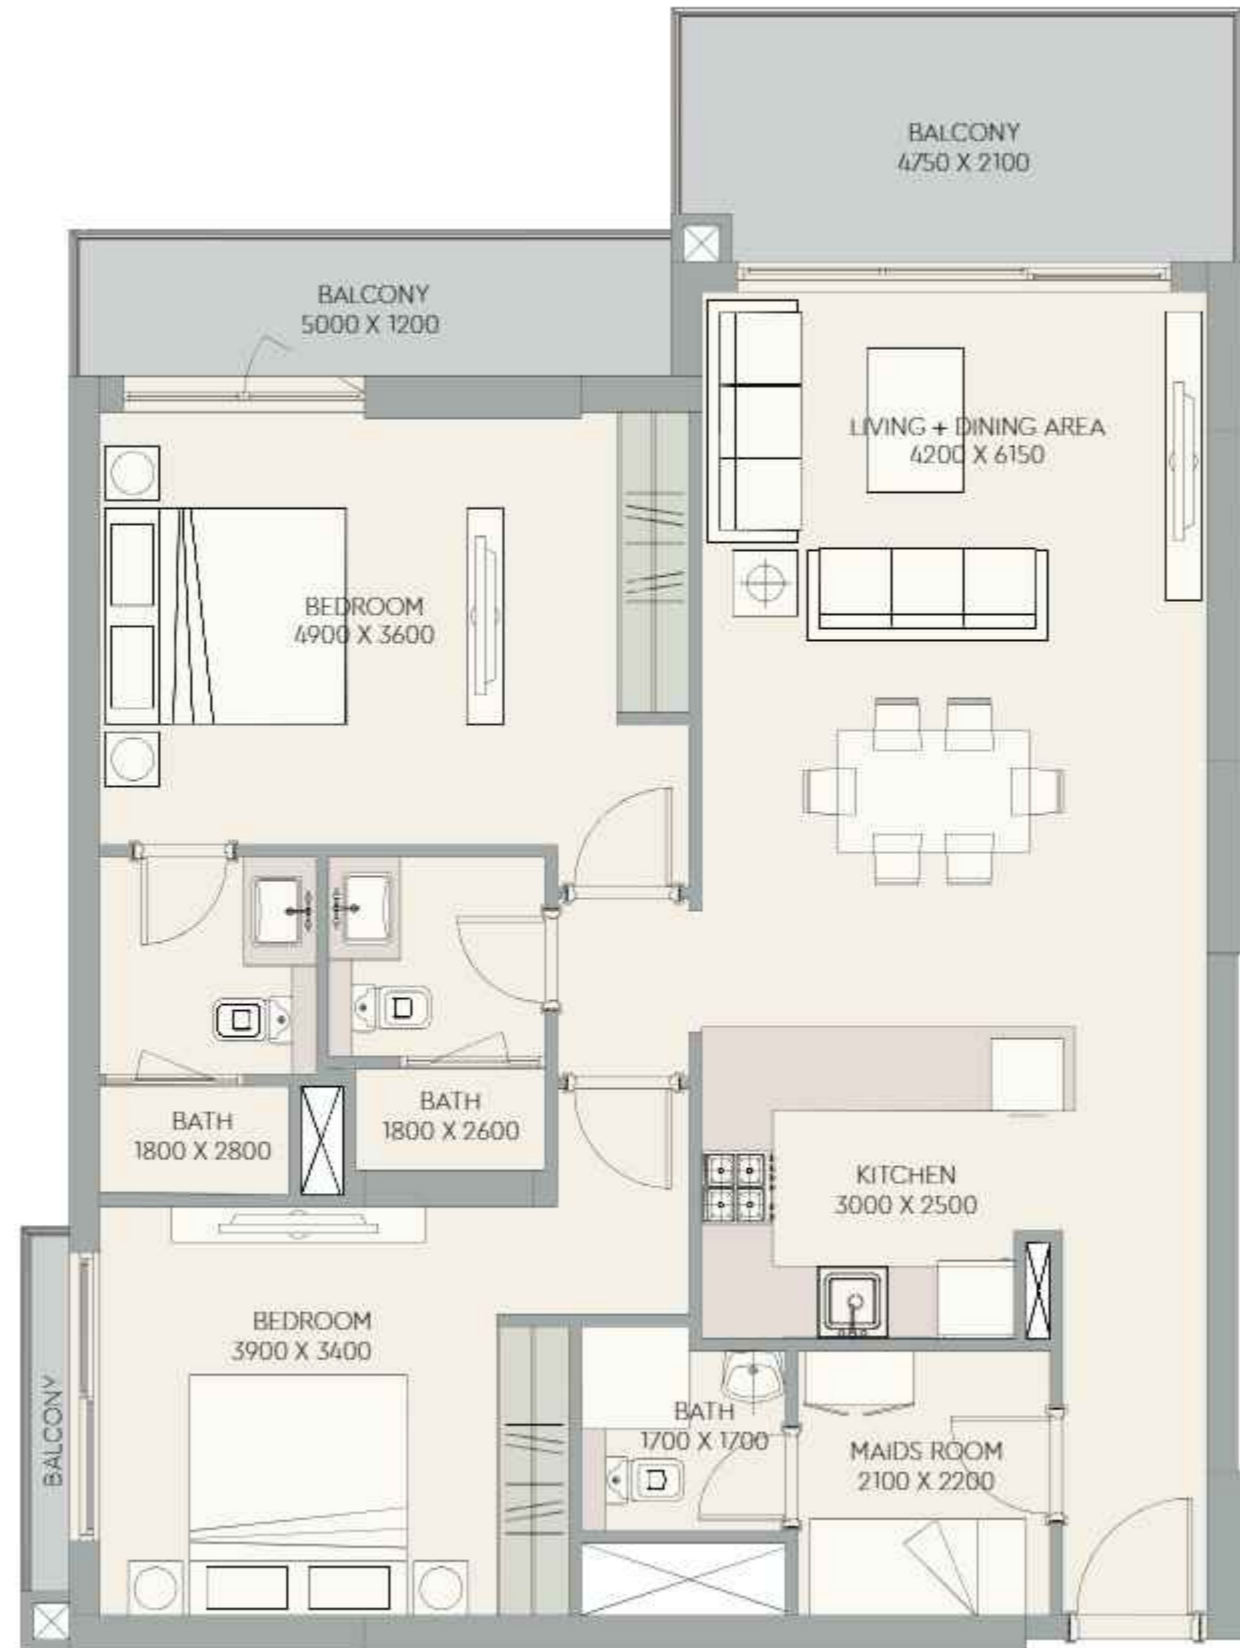 BALCONY
4750 X 2100
BALCONY
5000 X 1200
LIVING + DINING AREA
4200 X 6150
BEDROOM
4900 X 3600
BATH
1800 X 2800
BATH
1800 X 2600
KITCHEN
3000 X 2500
BEDROOM
3900 X 3400
BALCONY
BATH
1700 X 1700
MAIDS ROOM
2100 X 2200